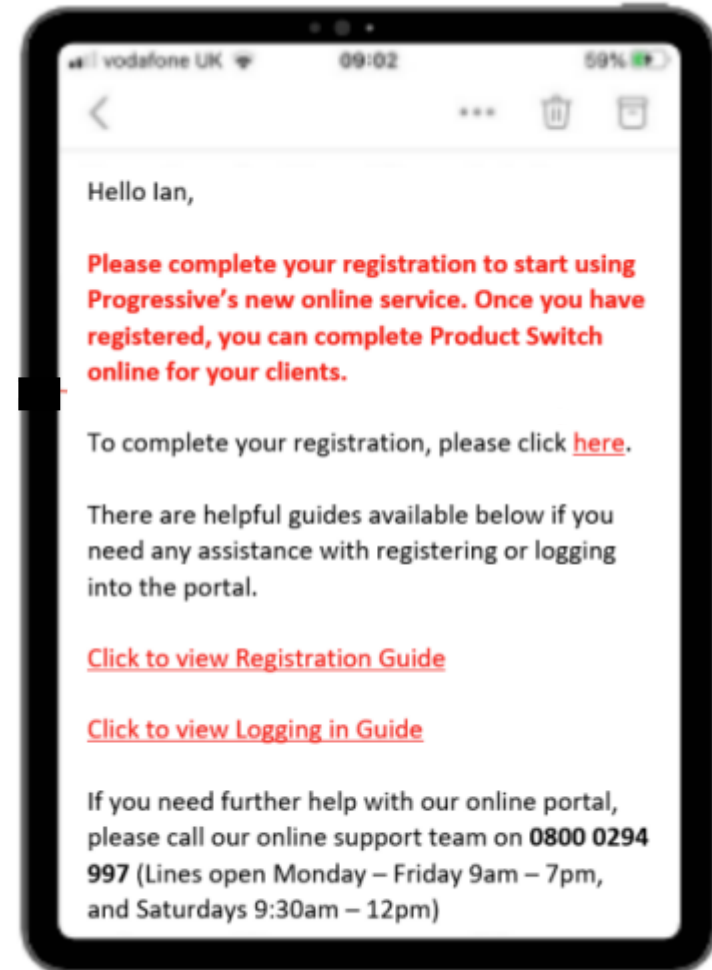 vodafone UK 09:02 59%
Hello Ian,
Please complete your registration to start using
Progressive's new online service. Once you have
registered, you can complete Product Switch
online for your clients.
To complete your registration, please click here.
There are helpful guides available below if you
need any assistance with registering or logging
into the portal.
Click to view Registration Guide
Click to view Logging in Guide
If you need further help with our online portal,
please call our online support team on 0800 0294
997 (Lines open Monday – Friday 9am – 7pm,
and Saturdays 9:30am – 12pm)